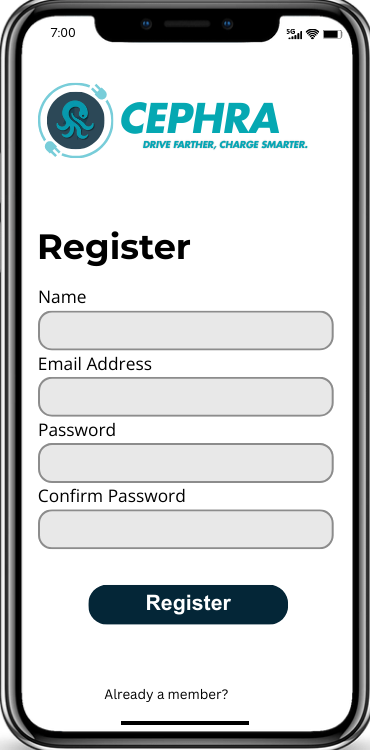 7:00
5G
CEPHRA
DRIVE FARTHER, CHARGE SMARTER.
Register
Name
Email Address
Password
Confirm Password
Register
Already a member?